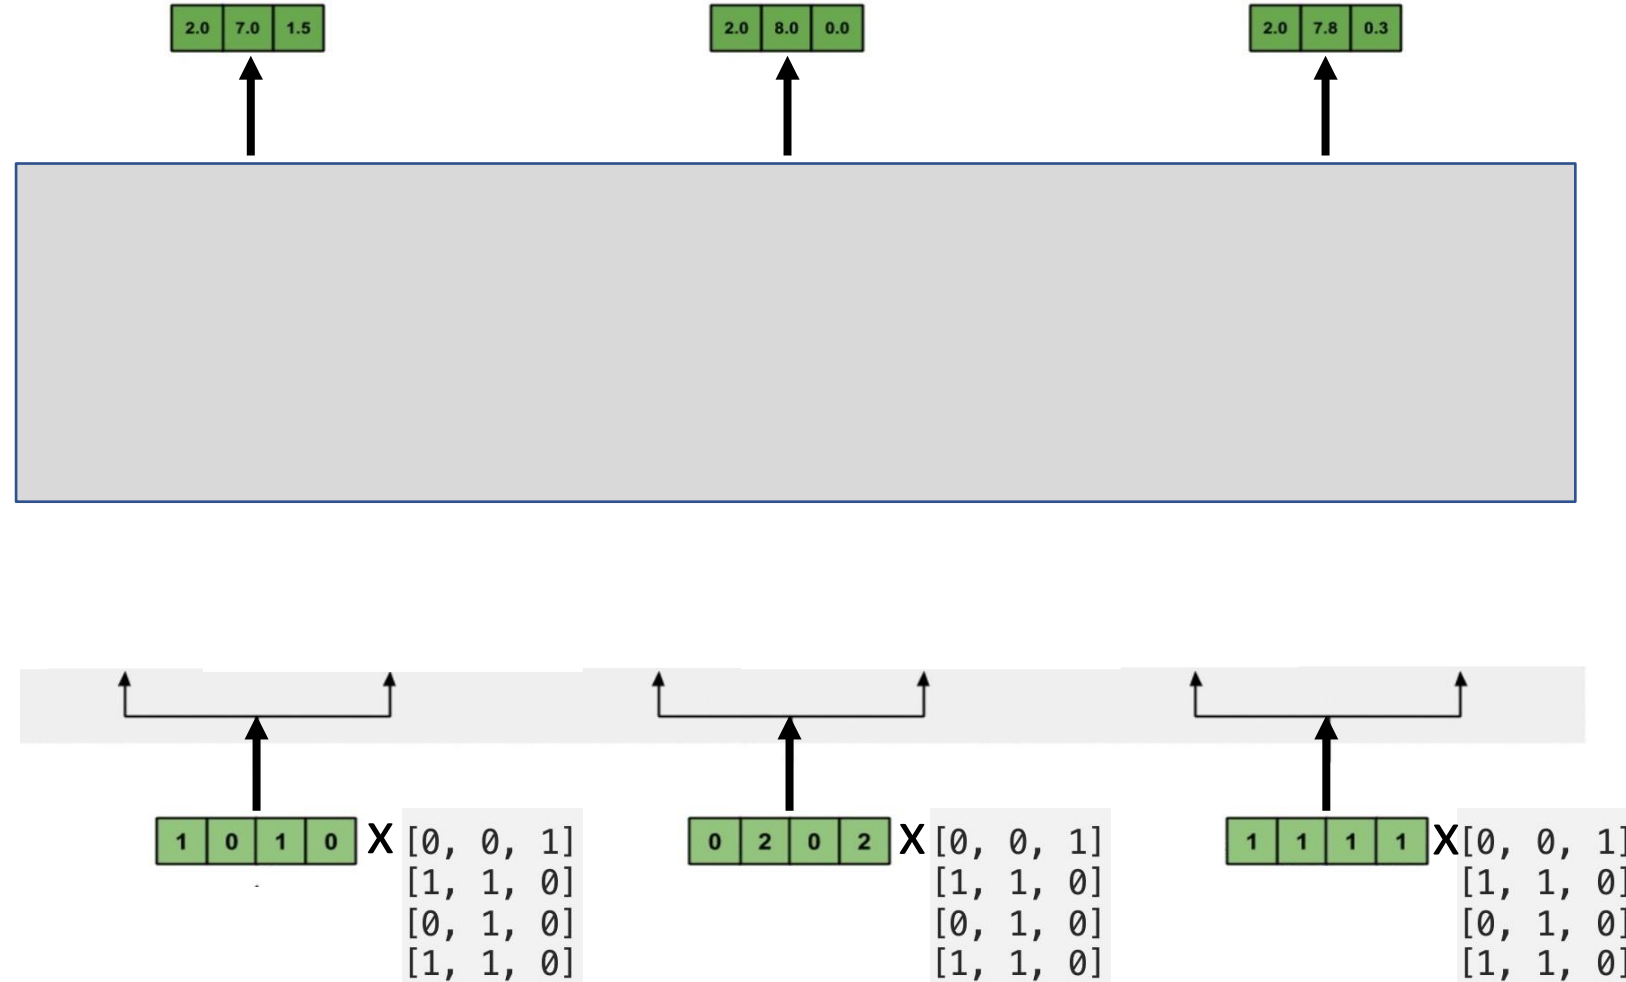 2.0 7.0 1.5
2.0 8.0 0.0
2.0 7.8 0.3
1 0 1 0 X
[0, 0, 1]
[1, 1, 0]
[0, 1, 0]
[1, 1, 0]
0 2 0 2 X
[0, 0, 1]
[1, 1, 0]
[0, 1, 0]
[1, 1, 0]
1 1 1 1 X
[0, 0, 1]
[1, 1, 0]
[0, 1, 0]
[1, 1, 0]